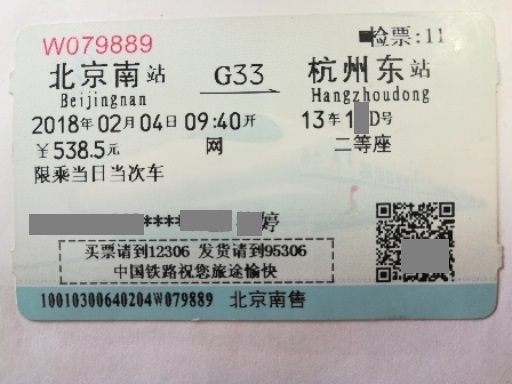 W079889
检票:11
北京南站 G33 杭州东站
Beijingnan Hangzhoudong
2018年02月04日 09:40开 13车1 D号
￥538.5元 网 二等座
限乘当日当次车
**** 婷
买票请到12306 发货请到95306
中国铁路祝您旅途愉快
10010300640204W079889 北京南售